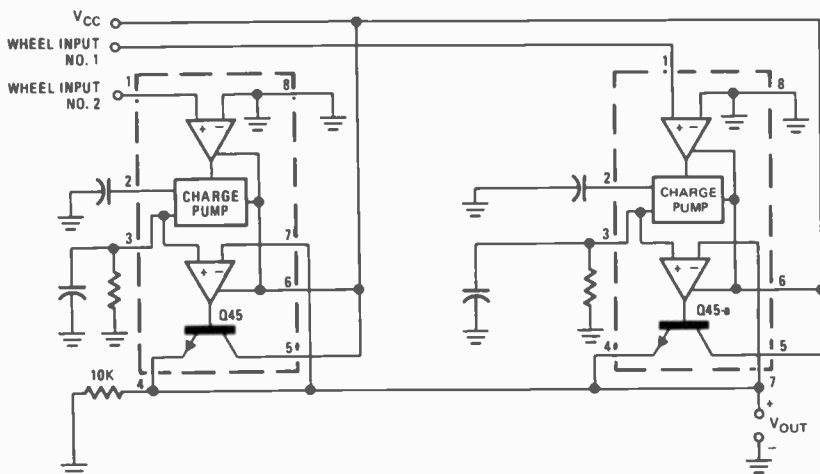 VCC
WHEEL INPUT
NO. 1
WHEEL INPUT
NO. 2
1
8
+ −
2
CHARGE
PUMP
3
7
+ −
6
Q45
5
4
10K
1
8
+ −
2
CHARGE
PUMP
3
+ −
6
Q45-a
4
5
7
+
VOUT
−